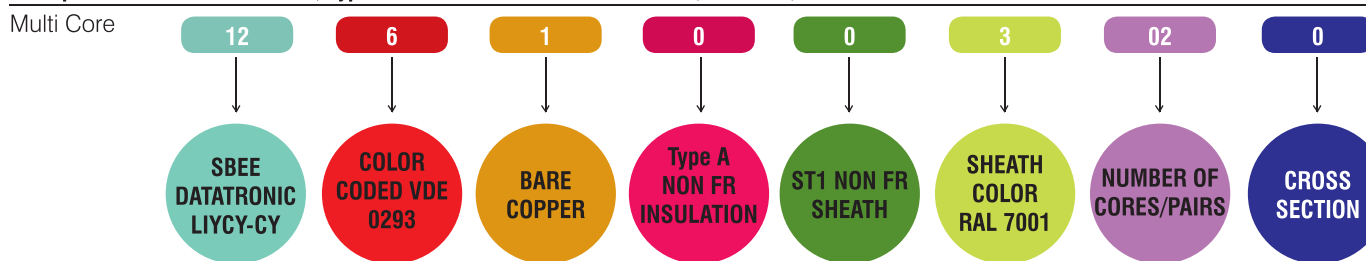 Multi Core
12 6 1 0 0 3 02 0
SBEE
DATATRONIC
LIYCY-CY
COLOR
CODED VDE
0293
BARE
COPPER
Type A
NON FR
INSULATION
ST1 NON FR
SHEATH
SHEATH
COLOR
RAL 7001
NUMBER OF
CORES/PAIRS
CROSS
SECTION